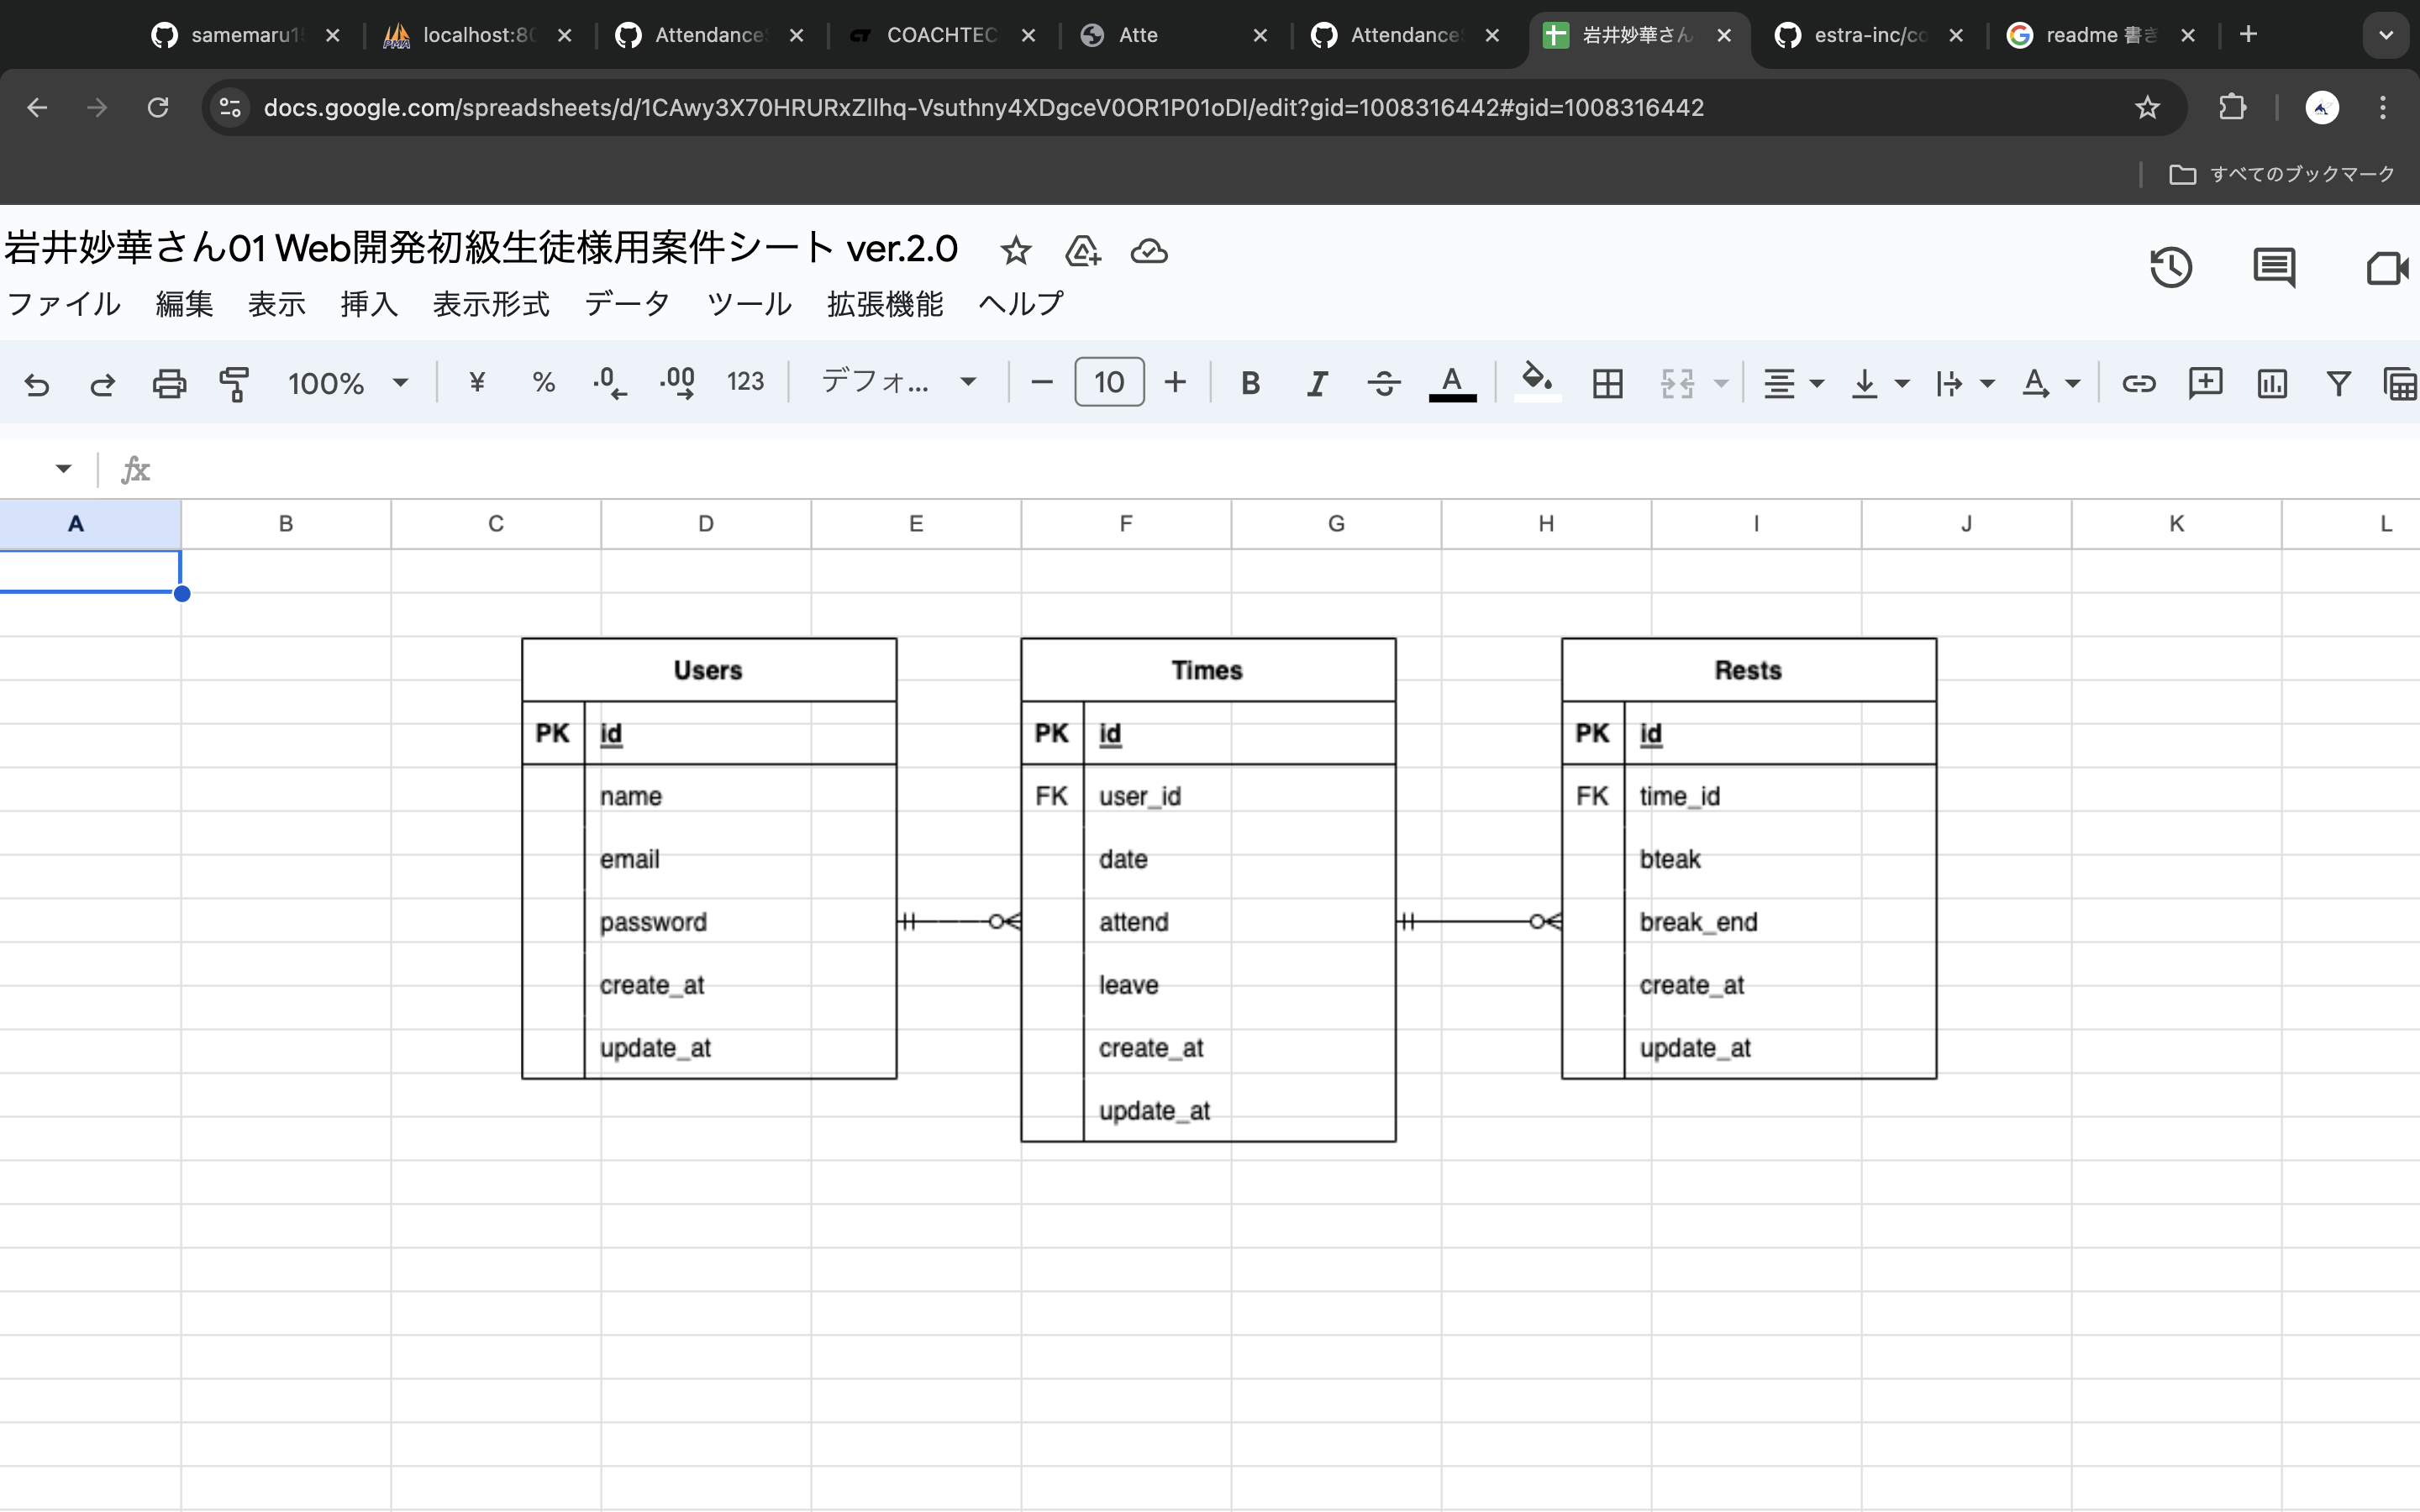 samemaru1
localhost:80
Attendance
COACHTEC
Atte
Attendance
岩井妙華さん
estra-inc/co
readme 書き
docs.google.com/spreadsheets/d/1CAwy3X70HRURxZllhq-Vsuthny4XDgceV0OR1P01oDI/edit?gid=1008316442#gid=1008316442
すべてのブックマーク
岩井妙華さん01 Web開発初級生徒様用案件シート ver.2.0
ファイル 編集 表示 挿入 表示形式 データ ツール 拡張機能 ヘルプ
100% ¥ % .0 .00 123 デフォ... 10 B I S A
fx
A B C D E F G H I J K L
Users
PK id
name
email
password
create_at
update_at
Times
PK id
FK user_id
date
attend
leave
create_at
update_at
Rests
PK id
FK time_id
bteak
break_end
create_at
update_at